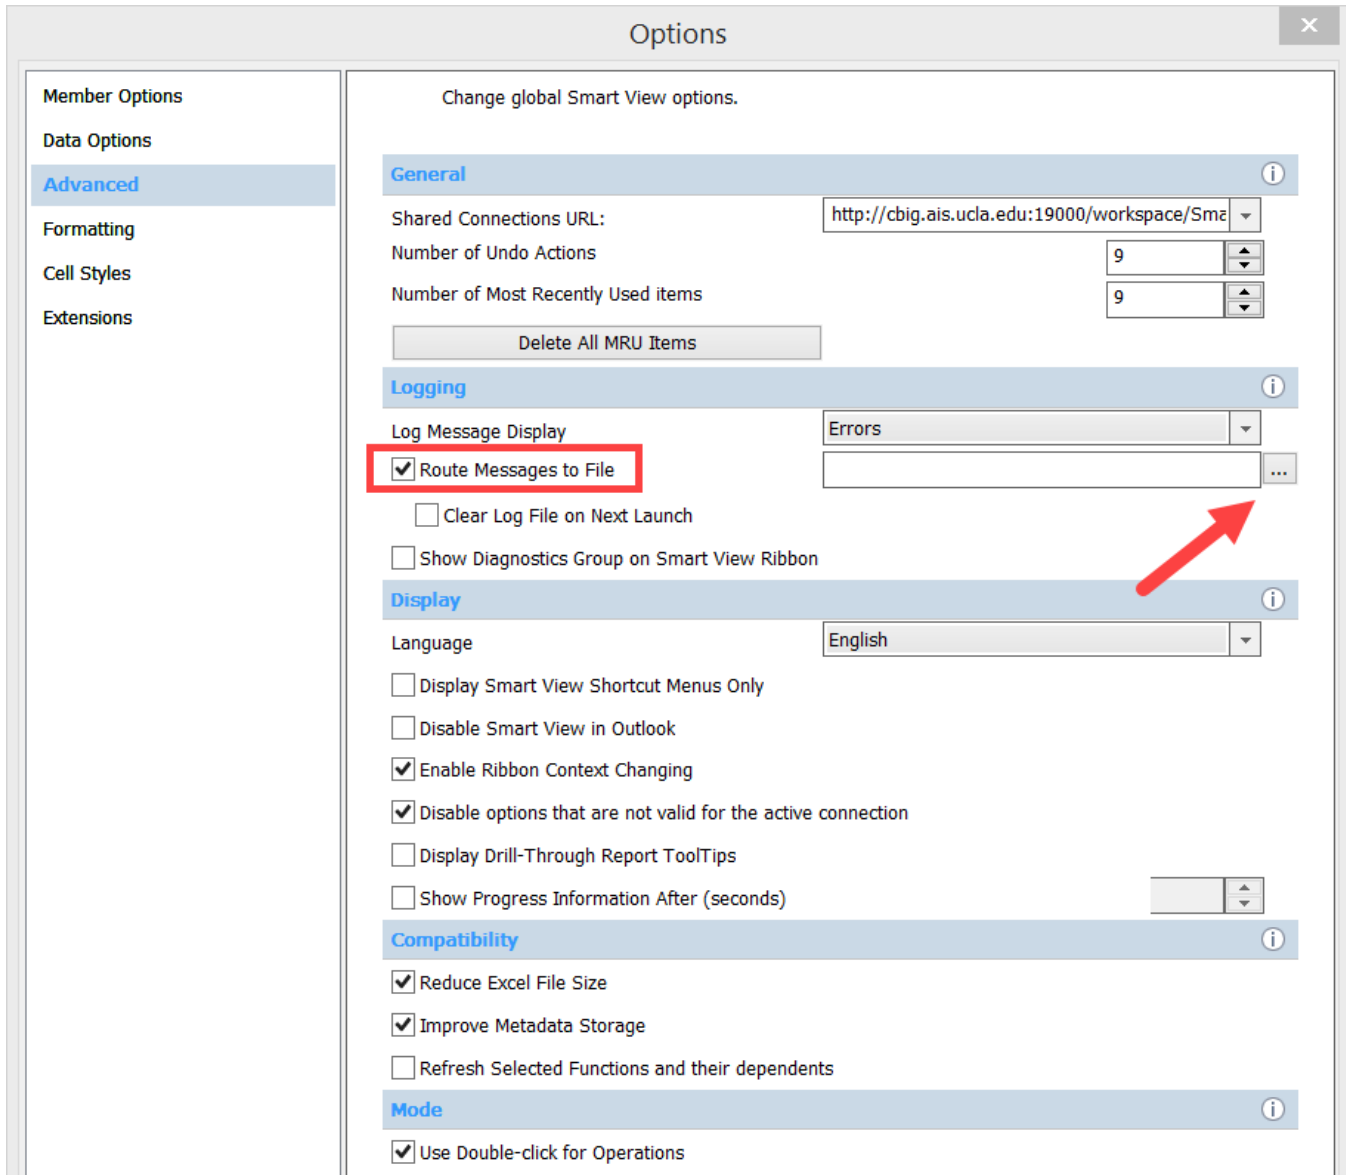 Options
Member Options
Data Options
Advanced
Formatting
Cell Styles
Extensions
Change global Smart View options.
General
Shared Connections URL:
http://cbig.ais.ucla.edu:19000/workspace/Sma
Number of Undo Actions
9
Number of Most Recently Used items
9
Delete All MRU Items
Logging
Log Message Display
Errors
Route Messages to File
...
Clear Log File on Next Launch
Show Diagnostics Group on Smart View Ribbon
Display
Language
English
Display Smart View Shortcut Menus Only
Disable Smart View in Outlook
Enable Ribbon Context Changing
Disable options that are not valid for the active connection
Display Drill-Through Report ToolTips
Show Progress Information After (seconds)
Compatibility
Reduce Excel File Size
Improve Metadata Storage
Refresh Selected Functions and their dependents
Mode
Use Double-click for Operations